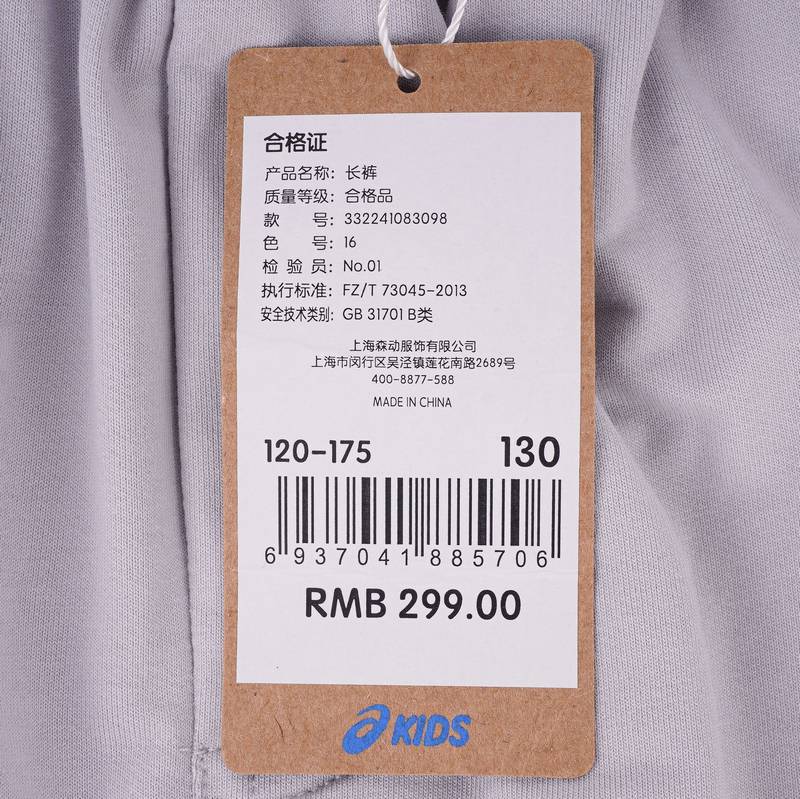 合格证
产品名称：长裤
质量等级：合格品
款 号：332241083098
色 号：16
检 验 员：No.01
执行标准：FZ/T 73045-2013
安全技术类别：GB 31701 B类
上海森动服饰有限公司
上海市闵行区吴泾镇莲花南路2689号
400-8877-588
MADE IN CHINA
120-175 130
6 937041 885706
RMB 299.00
KIDS